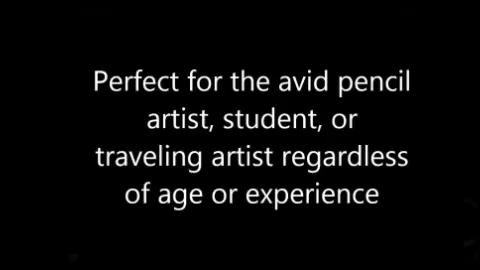 Perfect for the avid pencil
artist, student, or
traveling artist regardless
of age or experience